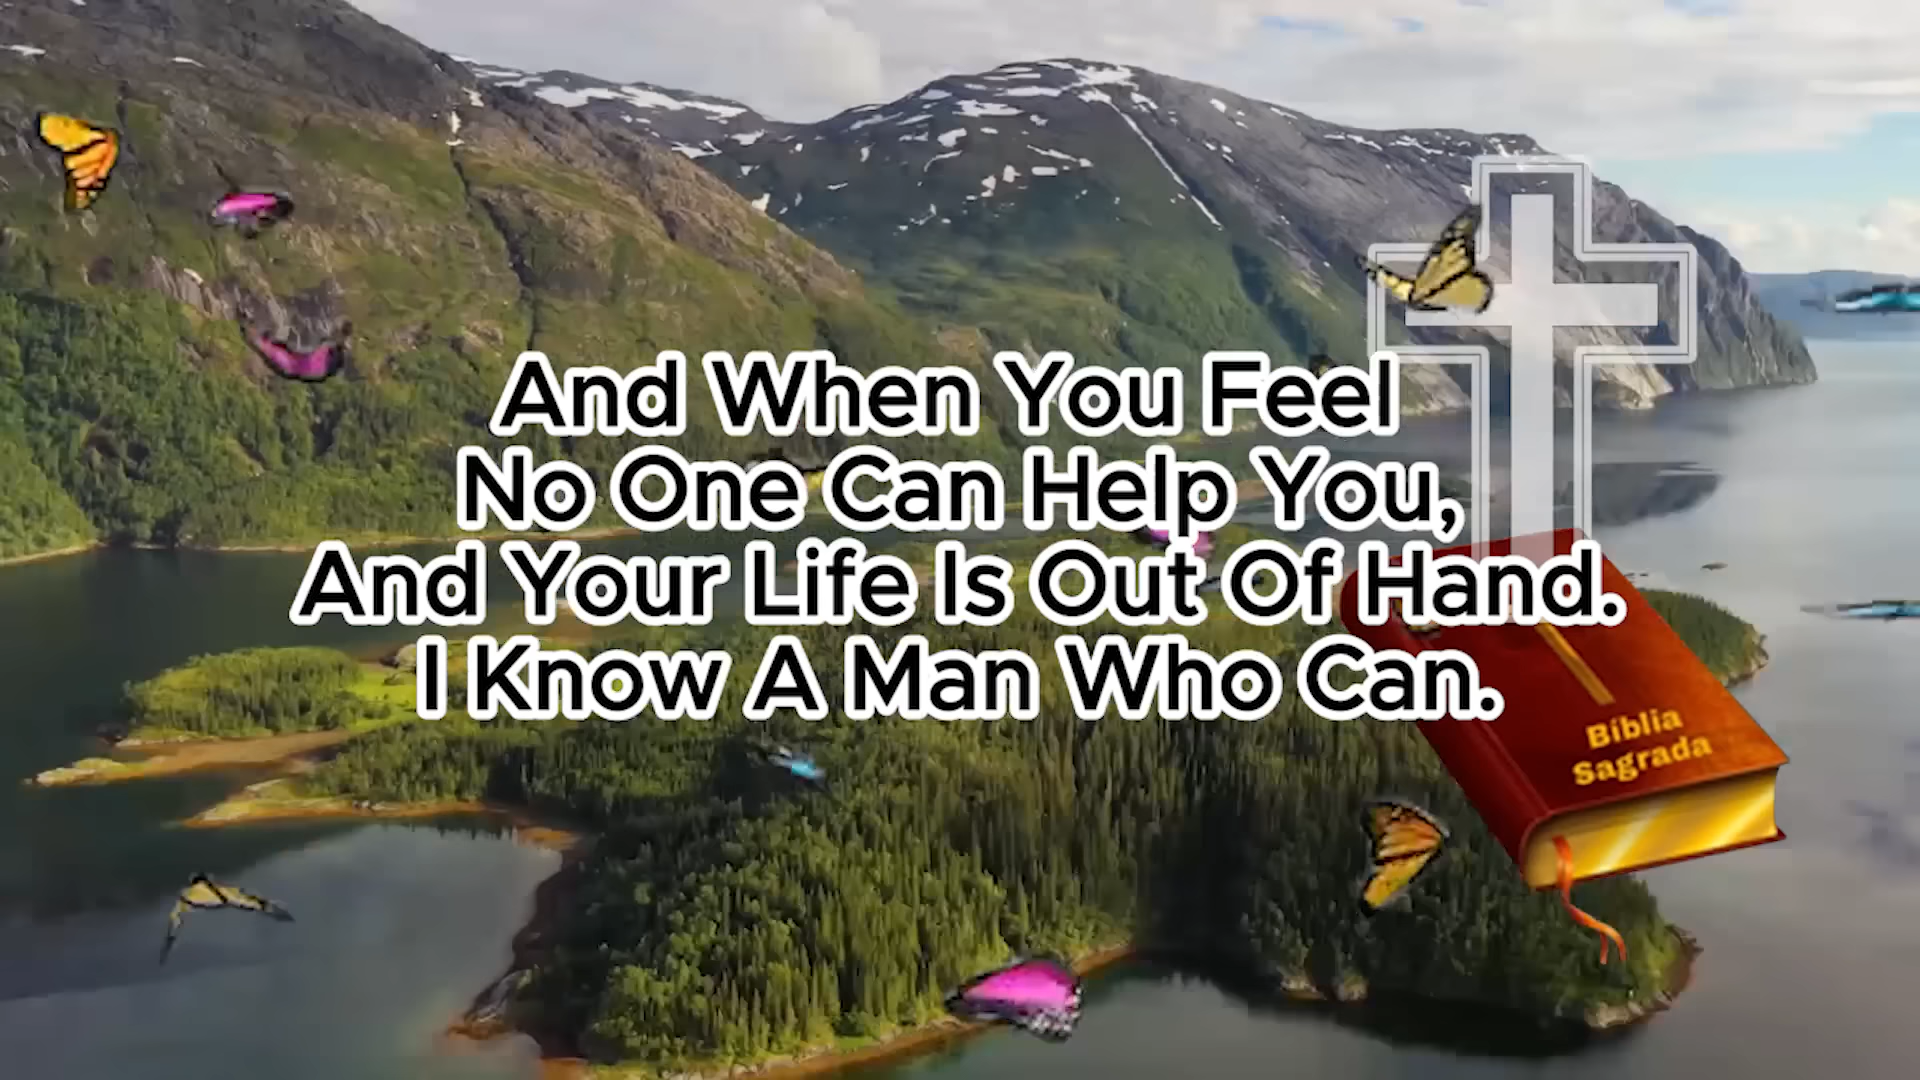 And When You Feel
No One Can Help You,
And Your Life Is Out Of Hand.
I Know A Man Who Can.
Bíblia
Sagrada